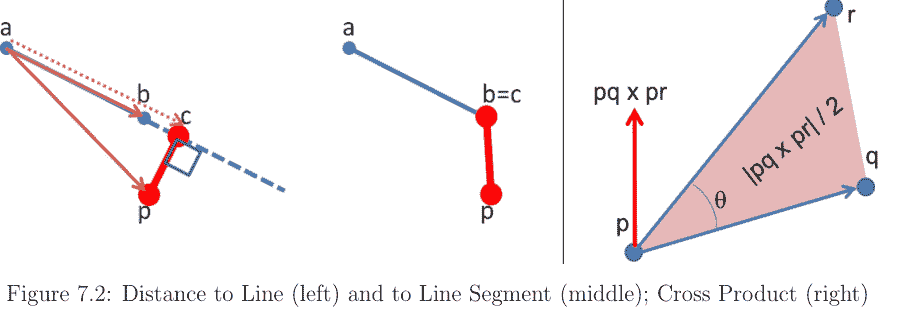 a
b
c
p
a
b=c
p
r
pq x pr
|pq x pr| / 2
q
θ
p
Figure 7.2: Distance to Line (left) and to Line Segment (middle); Cross Product (right)